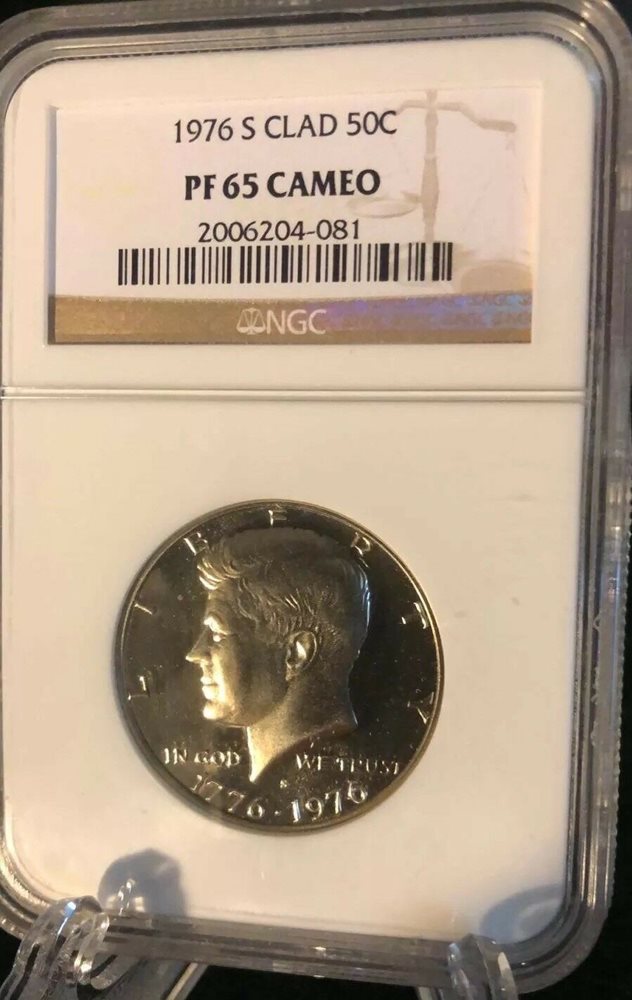 1976 S CLAD 50C
PF 65 CAMEO
2006204-081
NGC
LIBERTY
IN GOD WE TRUST
S
1776·1976